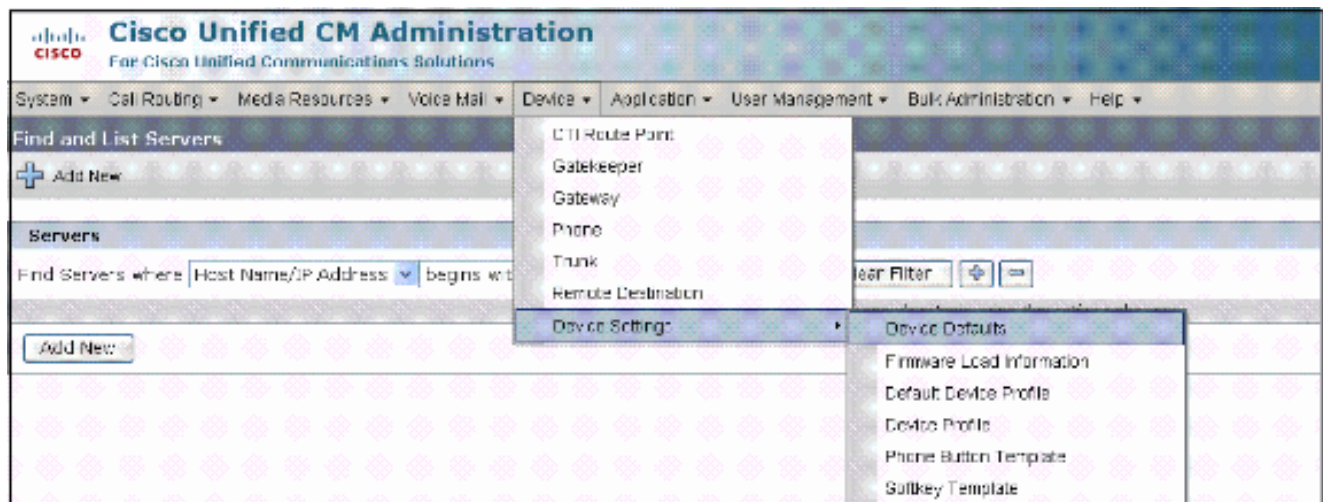 CISCO
Cisco Unified CM Administration
For Cisco Unified Communications Solutions
System Call Routing Media Resources Voice Mail Device Application User Management Bulk Administration Help
Find and List Servers
Add New
Servers
Find Servers where Host Name/IP Address begins wit
lear Filter
Add New
CTI Route Point
Gatekeeper
Gateway
Phone
Trunk
Remote Destination
Device Settings
Device Defaults
Firmware Load Information
Default Device Profile
Device Profile
Phone Button Template
Softkey Template